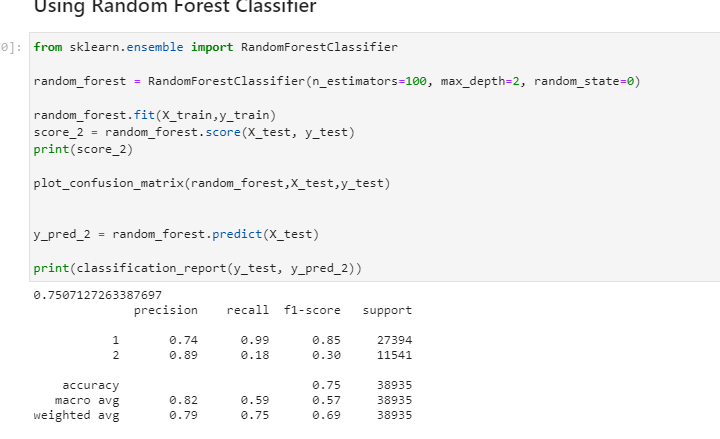 Using Random Forest Classifier
0]: from sklearn.ensemble import RandomForestClassifier
random_forest = RandomForestClassifier(n_estimators=100, max_depth=2, random_state=0)
random_forest.fit(X_train,y_train)
score_2 = random_forest.score(X_test, y_test)
print(score_2)
plot_confusion_matrix(random_forest,X_test,y_test)
y_pred_2 = random_forest.predict(X_test)
print(classification_report(y_test, y_pred_2))
0.7507127263387697
precision recall f1-score support
1 0.74 0.99 0.85 27394
2 0.89 0.18 0.30 11541
accuracy 0.75 38935
macro avg 0.82 0.59 0.57 38935
weighted avg 0.79 0.75 0.69 38935